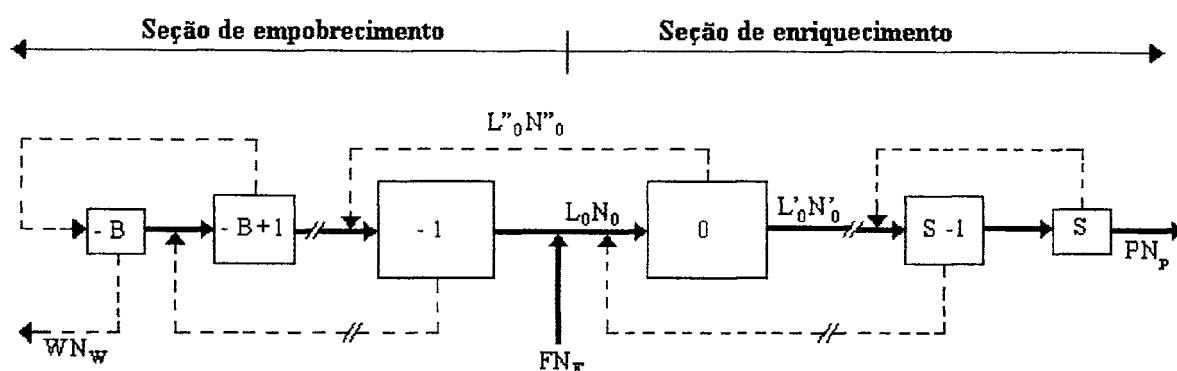 Seção de empobrecimento
Seção de enriquecimento
L"₀N"₀
- B
- B+1
- 1
L₀N₀
0
L'₀N'₀
S -1
S
PNₚ
WN_W
FN_F